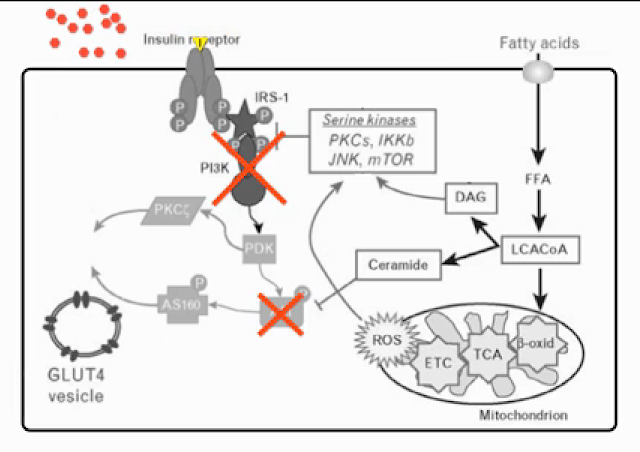 Insulin receptor
Fatty acids
P
P
P
P
IRS-1
P
P
P
PI3K
Serine kinases
PKCs, IKKb
JNK, mTOR
FFA
DAG
PKCζ
PDK
LCACoA
Ceramide
P
P
AS160
ROS
ETC
TCA
β-oxid
GLUT4
vesicle
Mitochondrion